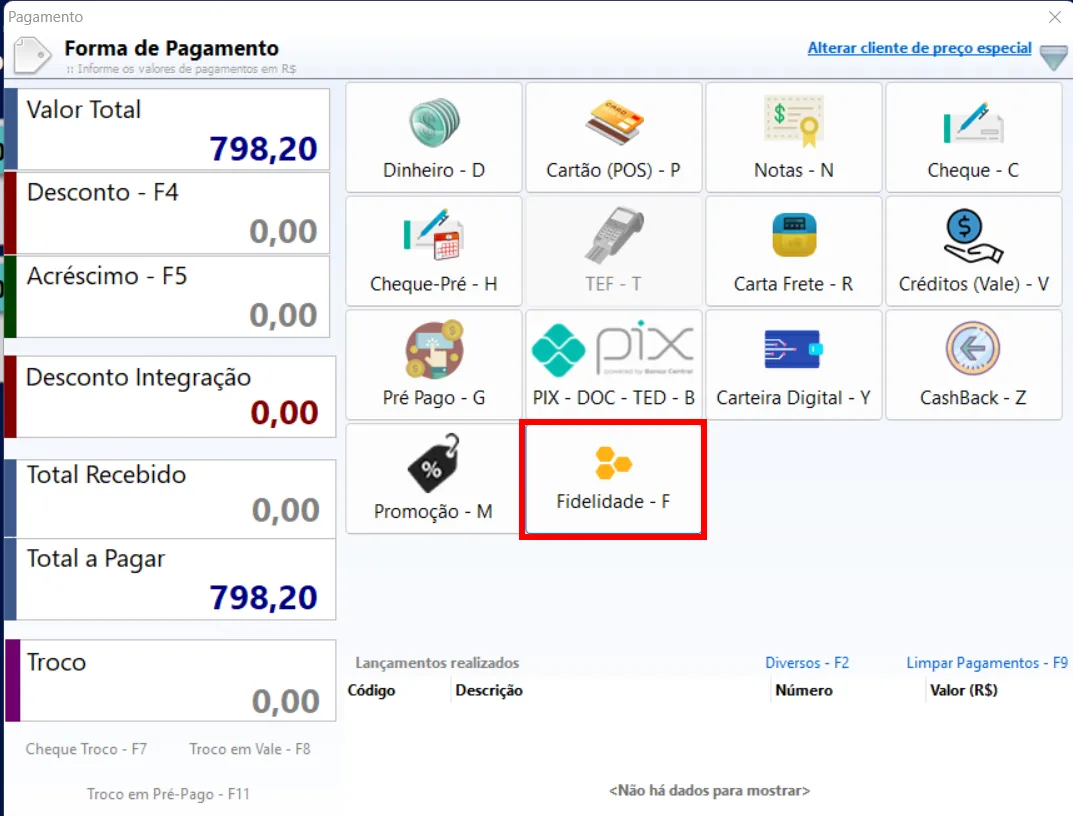 Pagamento
Forma de Pagamento
:: Informe os valores de pagamentos em R$
Alterar cliente de preço especial
Valor Total
798,20
Desconto - F4
0,00
Acréscimo - F5
0,00
Desconto Integração
0,00
Total Recebido
0,00
Total a Pagar
798,20
Troco
0,00
Cheque Troco - F7 Troco em Vale - F8
Troco em Pré-Pago - F11
Dinheiro - D
Cartão (POS) - P
Notas - N
Cheque - C
Cheque-Pré - H
TEF - T
Carta Frete - R
Créditos (Vale) - V
Pré Pago - G
pix
powered by Banco Central
PIX - DOC - TED - B
Carteira Digital - Y
CashBack - Z
Promoção - M
Fidelidade - F
Lançamentos realizados Diversos - F2 Limpar Pagamentos - F9
Código Descrição Número Valor (R$)
<Não há dados para mostrar>